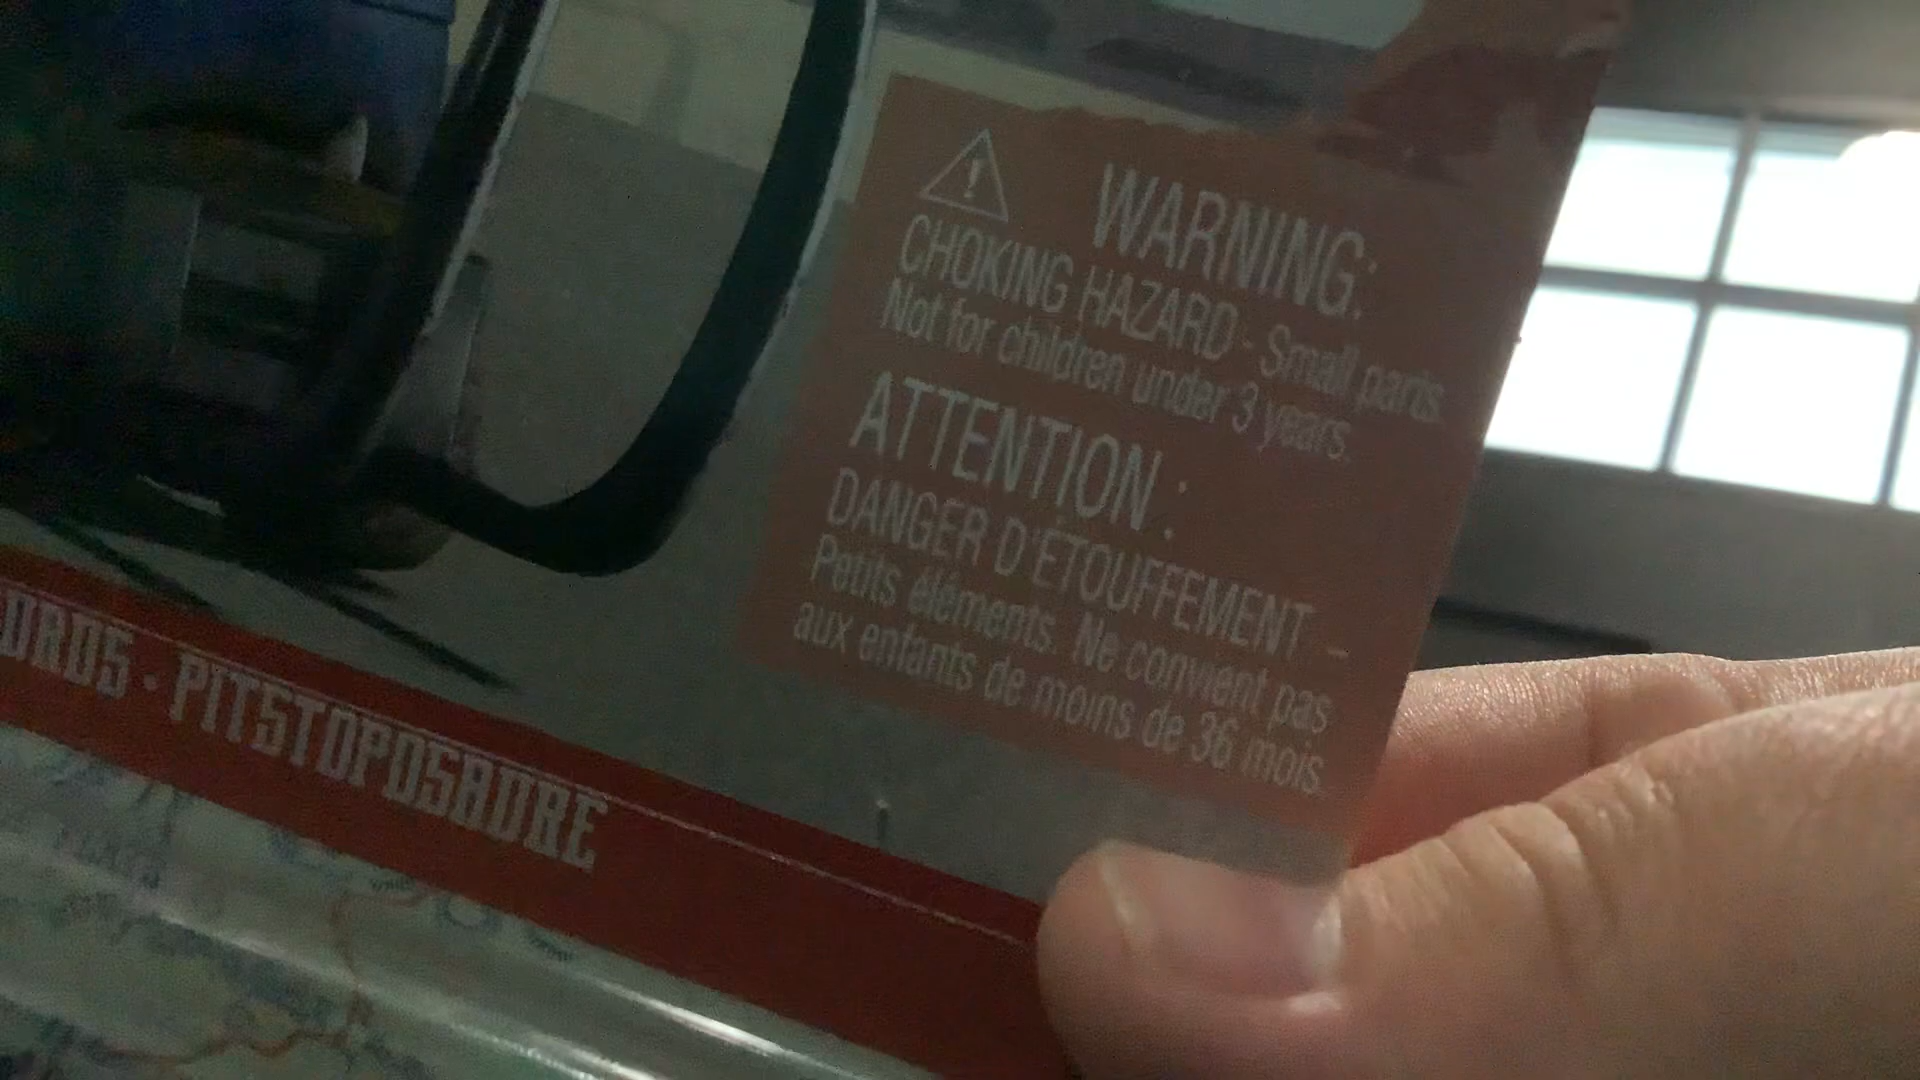 WARNING:
CHOKING HAZARD - Small parts.
Not for children under 3 years.
ATTENTION :
DANGER D'ÉTOUFFEMENT –
Petits éléments. Ne convient pas
aux enfants de moins de 36 mois.
· PITSTOPOSAURE